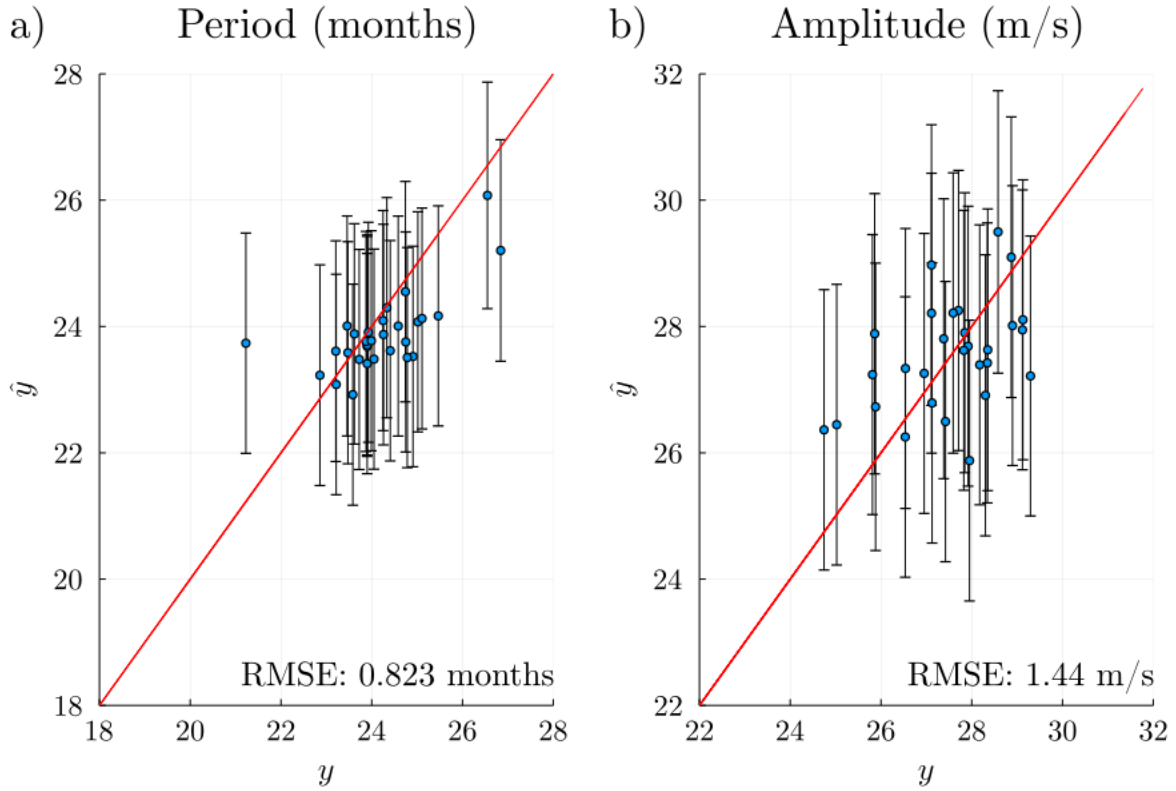 a) Period (months)
28
26
24
22
20
18
18 20 22 24 26 28
ŷ
y
RMSE: 0.823 months
b) Amplitude (m/s)
32
30
28
26
24
22
22 24 26 28 30 32
ŷ
y
RMSE: 1.44 m/s